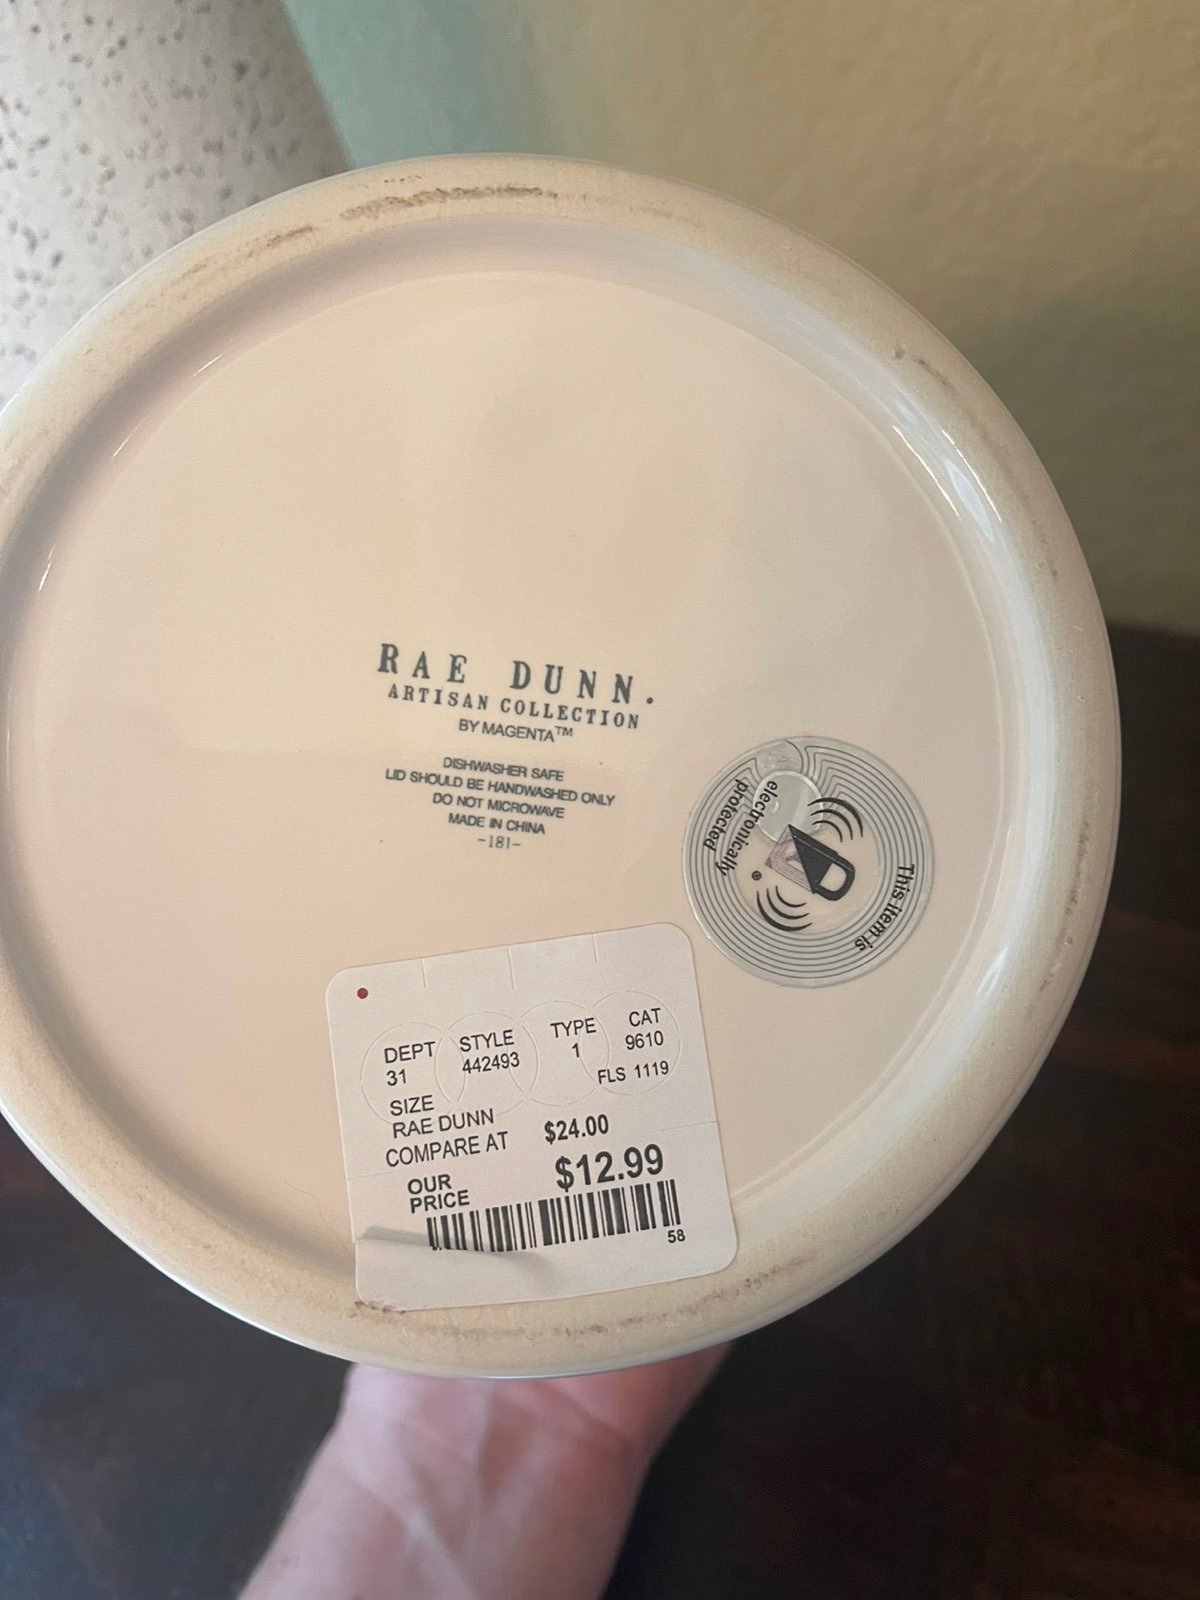 RAE DUNN.
ARTISAN COLLECTION
BY MAGENTA™
DISHWASHER SAFE
LID SHOULD BE HANDWASHED ONLY
DO NOT MICROWAVE
MADE IN CHINA
-181-
This item is
electronically
protected
®
DEPT STYLE TYPE CAT
31 442493 1 9610
FLS 1119
SIZE
RAE DUNN
COMPARE AT $24.00
OUR
PRICE $12.99
58